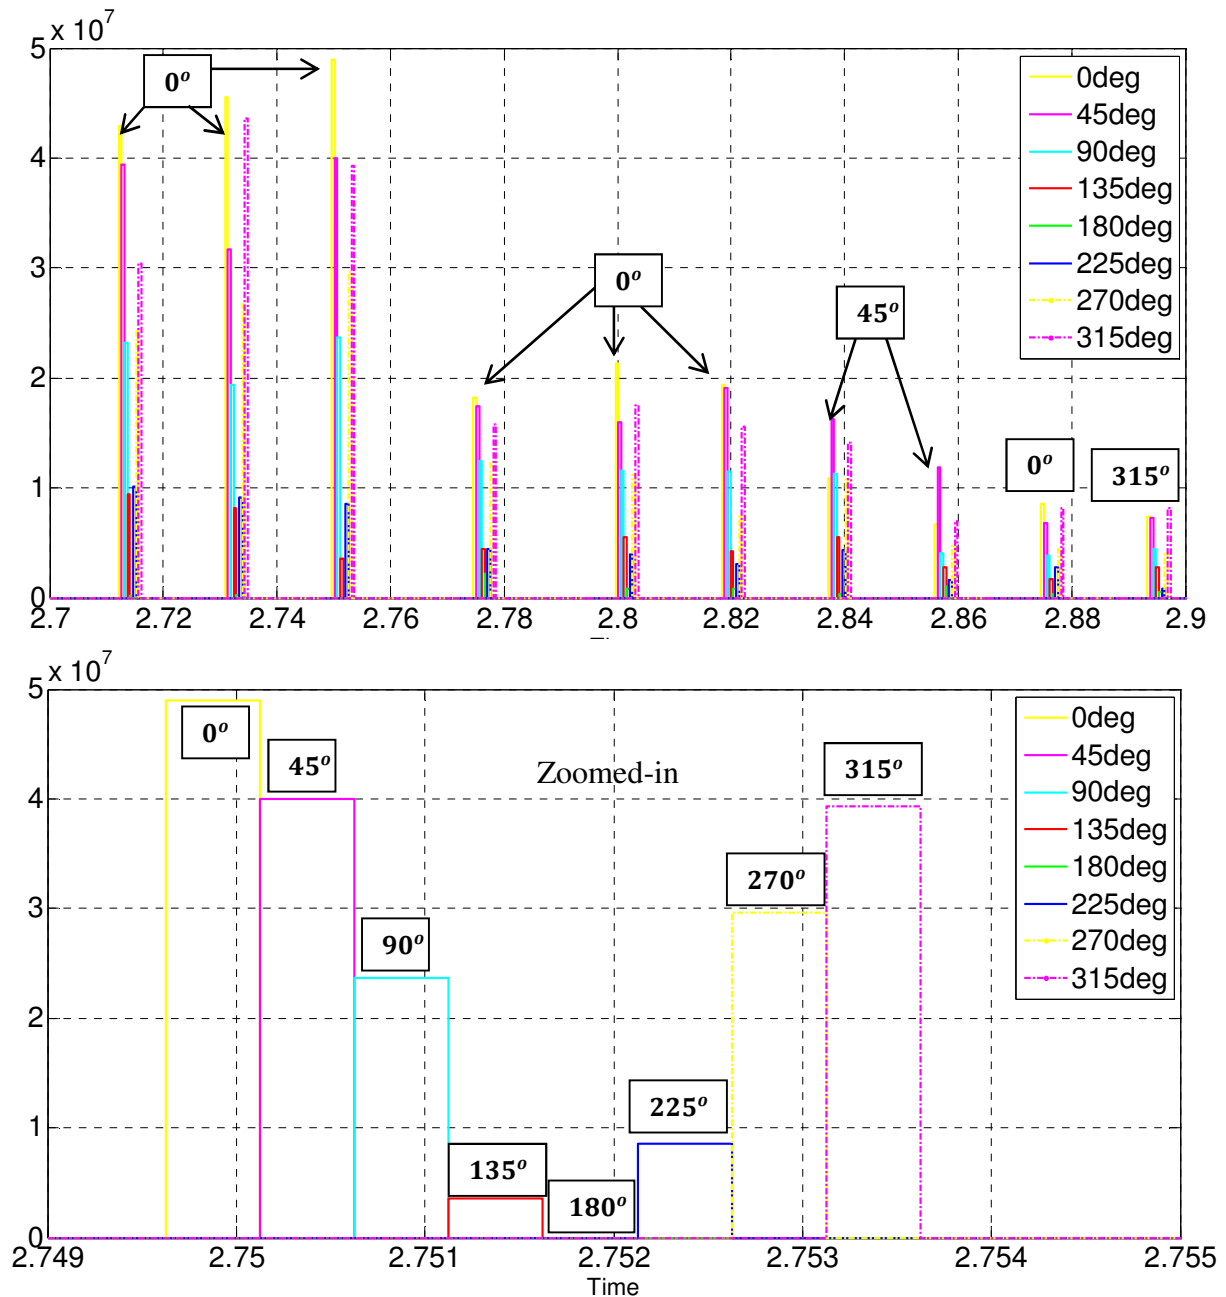 x 10^7
5
4
3
2
1
0
0^o
0^o
45^o
0^o
315^o
0deg
45deg
90deg
135deg
180deg
225deg
270deg
315deg
2.7 2.72 2.74 2.76 2.78 2.8 2.82 2.84 2.86 2.88 2.9
x 10^7
5
4
3
2
1
0
0^o
45^o
90^o
135^o
180^o
225^o
270^o
315^o
Zoomed-in
0deg
45deg
90deg
135deg
180deg
225deg
270deg
315deg
2.749 2.75 2.751 2.752 2.753 2.754 2.755
Time